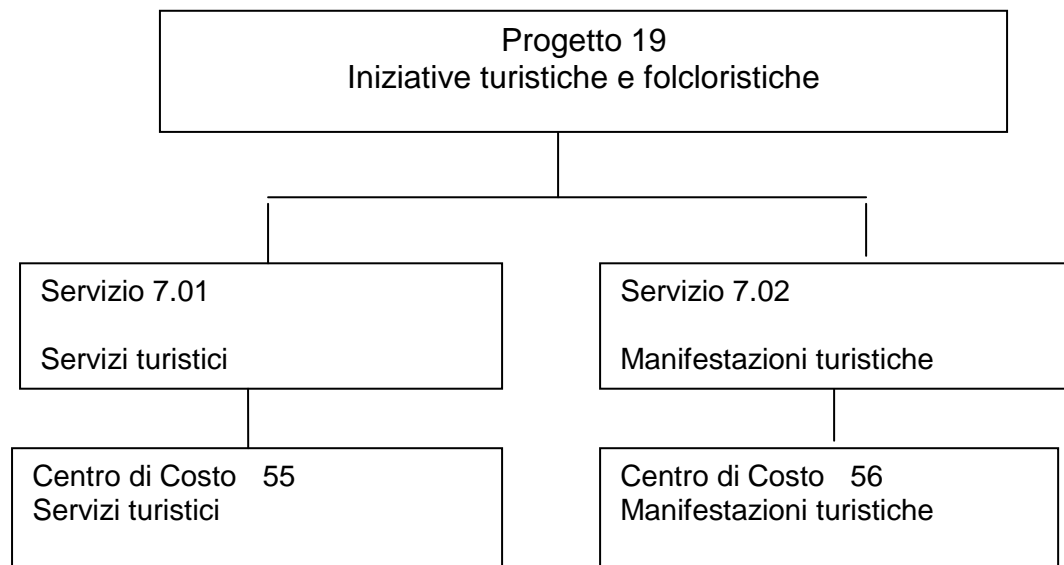 Progetto 19
Iniziative turistiche e folcloristiche
Servizio 7.01
Servizi turistici
Servizio 7.02
Manifestazioni turistiche
Centro di Costo 55
Servizi turistici
Centro di Costo 56
Manifestazioni turistiche